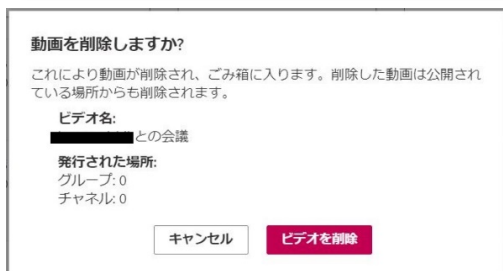 動画を削除しますか?
これにより動画が削除され、ごみ箱に入ります。削除した動画は公開され
ている場所からも削除されます。
ビデオ名:
との会議
発行された場所:
グループ: 0
チャネル: 0
キャンセル
ビデオを削除